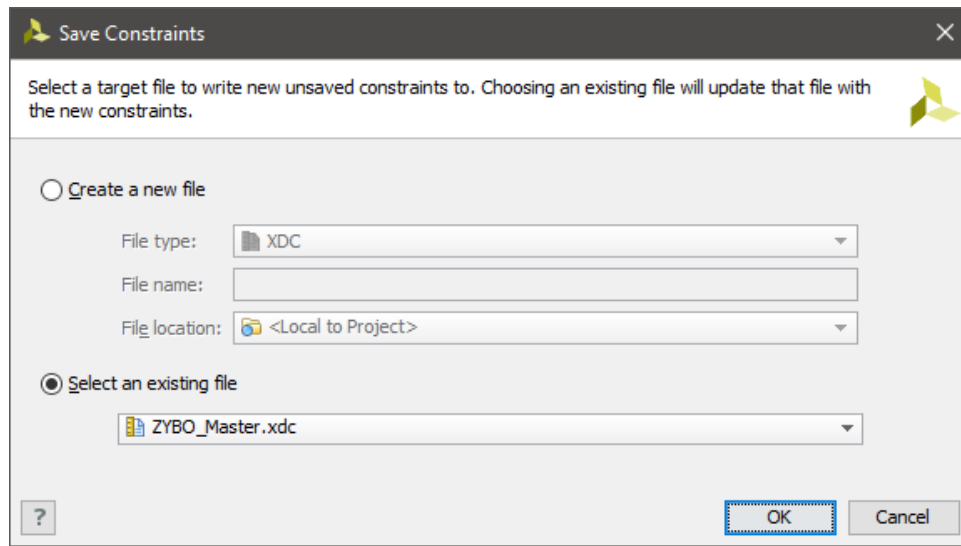 Save Constraints
Select a target file to write new unsaved constraints to. Choosing an existing file will update that file with
the new constraints.
Create a new file
File type: XDC
File name:
File location: <Local to Project>
Select an existing file
ZYBO_Master.xdc
? OK Cancel